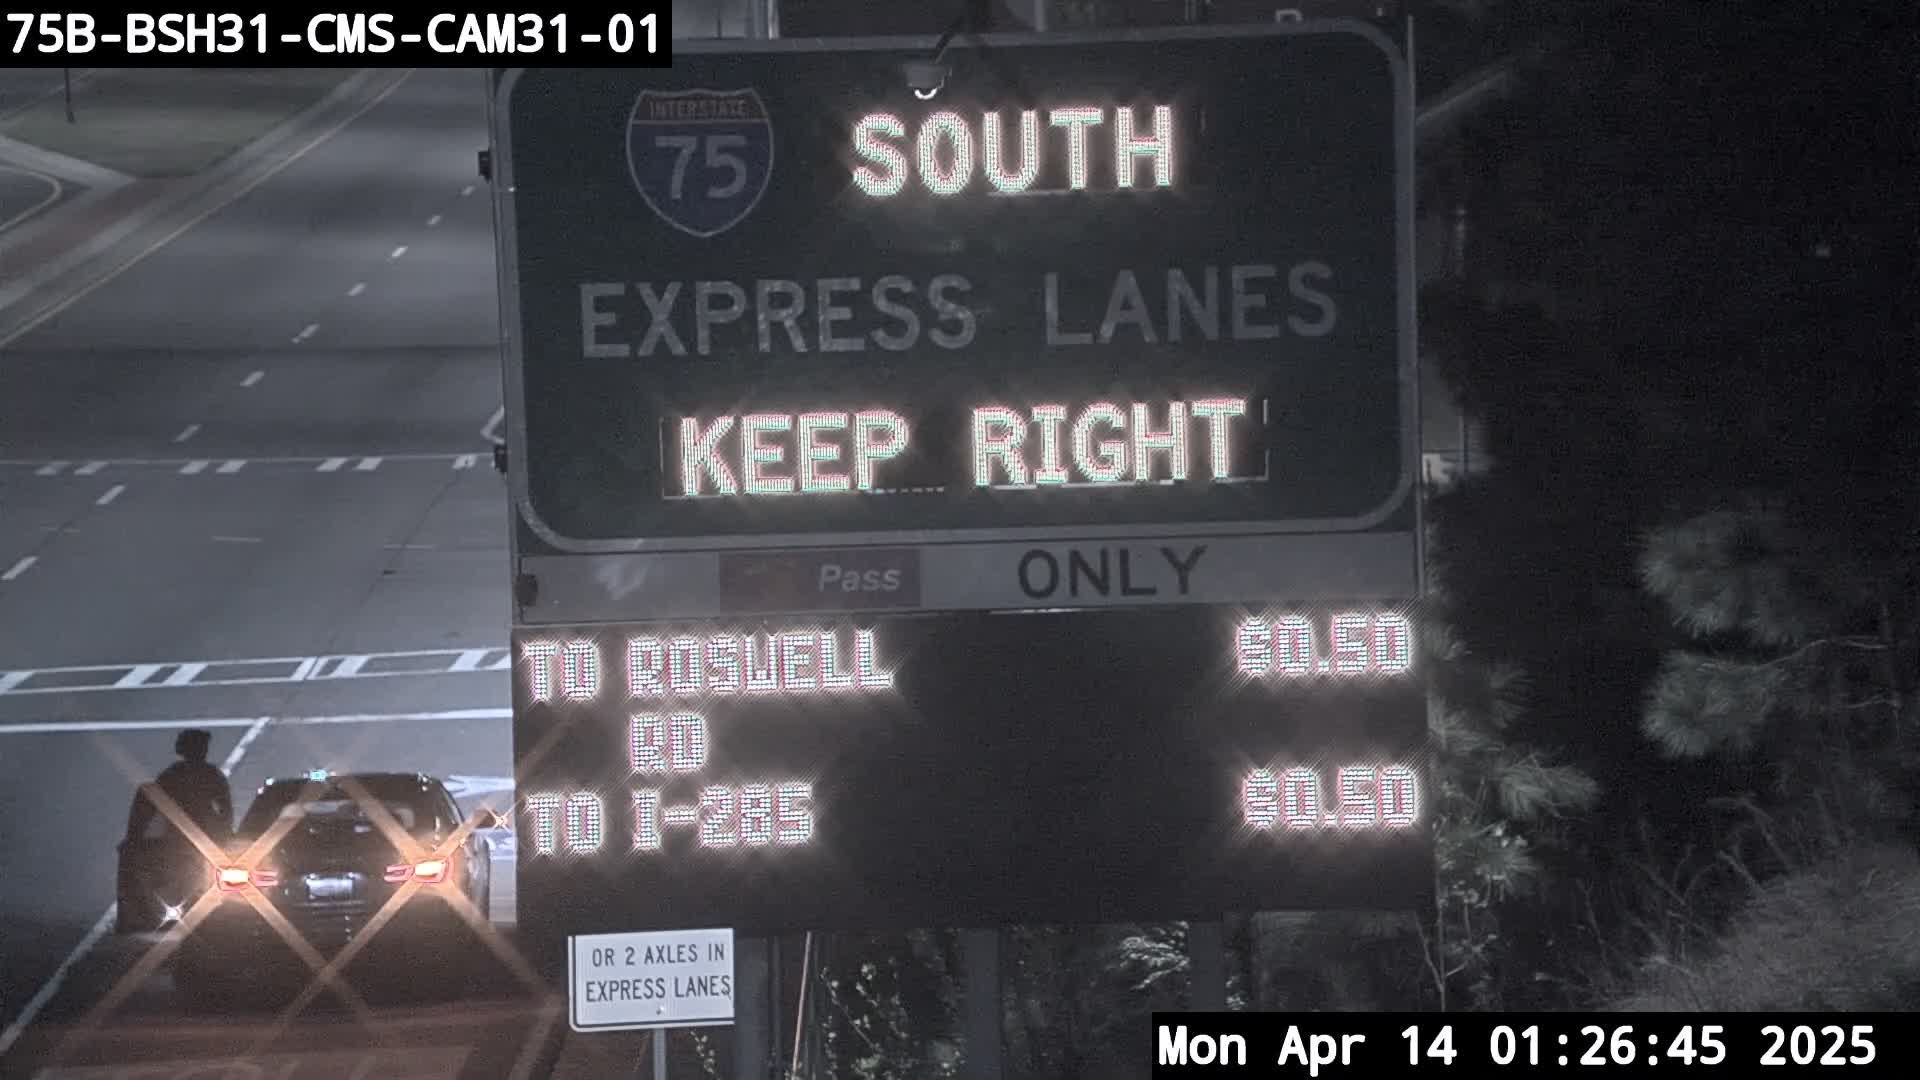 75B-BSH31-CMS-CAM31-01
INTERSTATE
75
SOUTH
EXPRESS LANES
KEEP RIGHT
Pass ONLY
TO ROSWELL $0.50
RD
TO I-285 $0.50
OR 2 AXLES IN
EXPRESS LANES
Mon Apr 14 01:26:45 2025